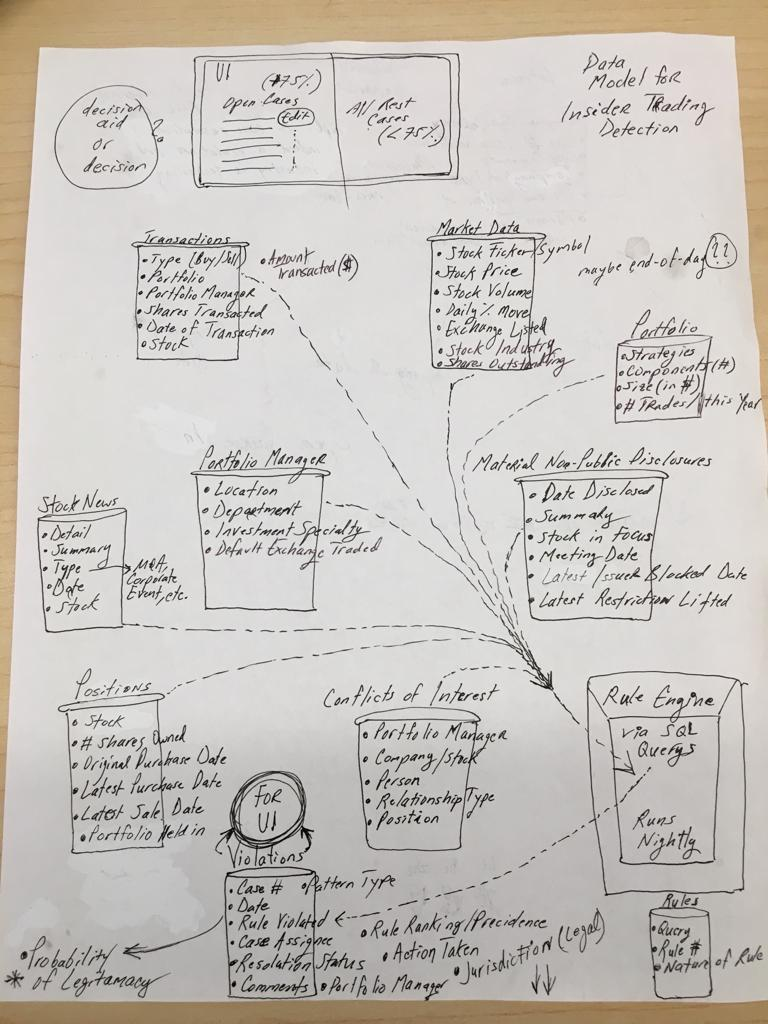 Data
Model for
Insider Trading
Detection
decision
aid
or
decision
?
UI
(+75%)
Open Cases
Edit
All Rest
Cases
(<75%)
Transactions
• Type (Buy/Sell)
• Portfolio
• Portfolio Manager
• Shares Transacted
• Date of Transaction
• Stock
• Amount
Transacted ($)
Market Data
• Stock Ticker/Symbol
• Stock Price
• Stock Volume
• Daily % Move
• Exchange Listed
• Stock Industry
• Shares Outstanding
maybe end-of-day
??
Portfolio
• Strategies
• Components (#)
• Size (in $)
• # Trades/this Year
Stock News
• Detail
• Summary
• Type
• Date
• Stock
M&A,
Corporate
Event, etc.
Portfolio Manager
• Location
• Department
• Investment Specialty
• Default Exchange Traded
Material Non-Public Disclosures
• Date Disclosed
• Summary
• Stock in Focus
• Meeting Date
• Latest Issuer Blocked Date
• Latest Restriction Lifted
Positions
• Stock
• # Shares Owned
• Original Purchase Date
• Latest Purchase Date
• Latest Sale Date
• Portfolio Held in
Conflicts of Interest
• Portfolio Manager
• Company/Stock
• Person
• Relationship Type
• Position
Rule Engine
via SQL
Querys
Runs
Nightly
FOR
UI
Violations
• Case #
• Date
• Rule Violated
• Case Assignee
• Resolution Status
• Comments
• Pattern Type
• Rule Ranking/Precidence
• Action Taken
• Jurisdiction (Legal)
• Portfolio Manager
• Probability
* of Legitamacy
Rules
• Query
• Rule #
• Nature of Rule